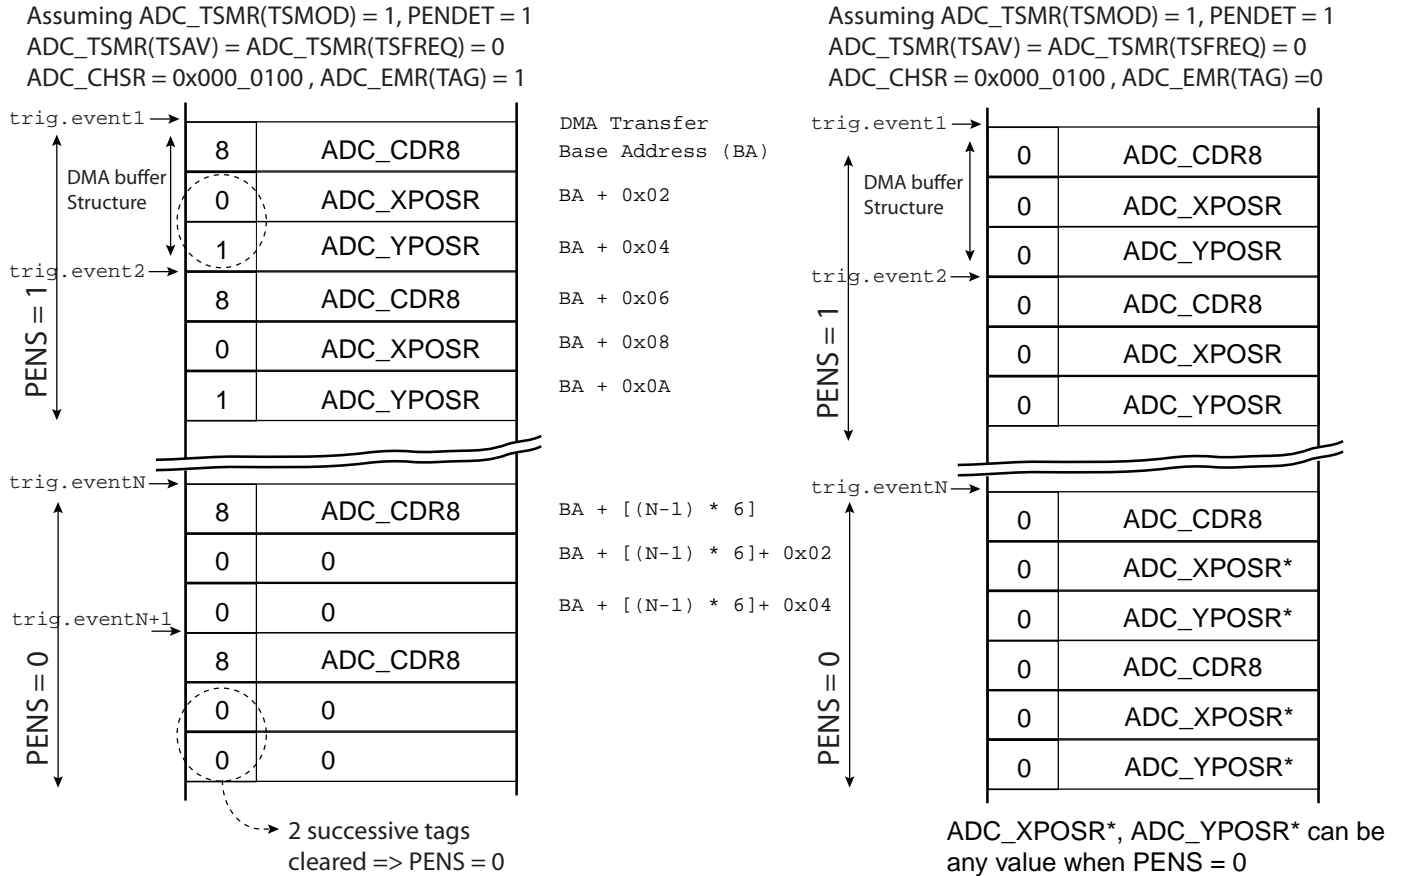 Assuming ADC_TSMR(TSMOD) = 1, PENDET = 1
ADC_TSMR(TSAV) = ADC_TSMR(TSFREQ) = 0
ADC_CHSR = 0x000_0100 , ADC_EMR(TAG) = 1
trig.event1
DMA buffer
Structure
trig.event2
PENS = 1
8 ADC_CDR8
0 ADC_XPOSR
1 ADC_YPOSR
8 ADC_CDR8
0 ADC_XPOSR
1 ADC_YPOSR
trig.eventN
trig.eventN+1
PENS = 0
8 ADC_CDR8
0 0
0 0
8 ADC_CDR8
0 0
0 0
2 successive tags
cleared => PENS = 0
DMA Transfer
Base Address (BA)
BA + 0x02
BA + 0x04
BA + 0x06
BA + 0x08
BA + 0x0A
BA + [(N-1) * 6]
BA + [(N-1) * 6]+ 0x02
BA + [(N-1) * 6]+ 0x04
Assuming ADC_TSMR(TSMOD) = 1, PENDET = 1
ADC_TSMR(TSAV) = ADC_TSMR(TSFREQ) = 0
ADC_CHSR = 0x000_0100 , ADC_EMR(TAG) =0
trig.event1
DMA buffer
Structure
trig.event2
PENS = 1
0 ADC_CDR8
0 ADC_XPOSR
0 ADC_YPOSR
0 ADC_CDR8
0 ADC_XPOSR
0 ADC_YPOSR
trig.eventN
PENS = 0
0 ADC_CDR8
0 ADC_XPOSR*
0 ADC_YPOSR*
0 ADC_CDR8
0 ADC_XPOSR*
0 ADC_YPOSR*
ADC_XPOSR*, ADC_YPOSR* can be
any value when PENS = 0